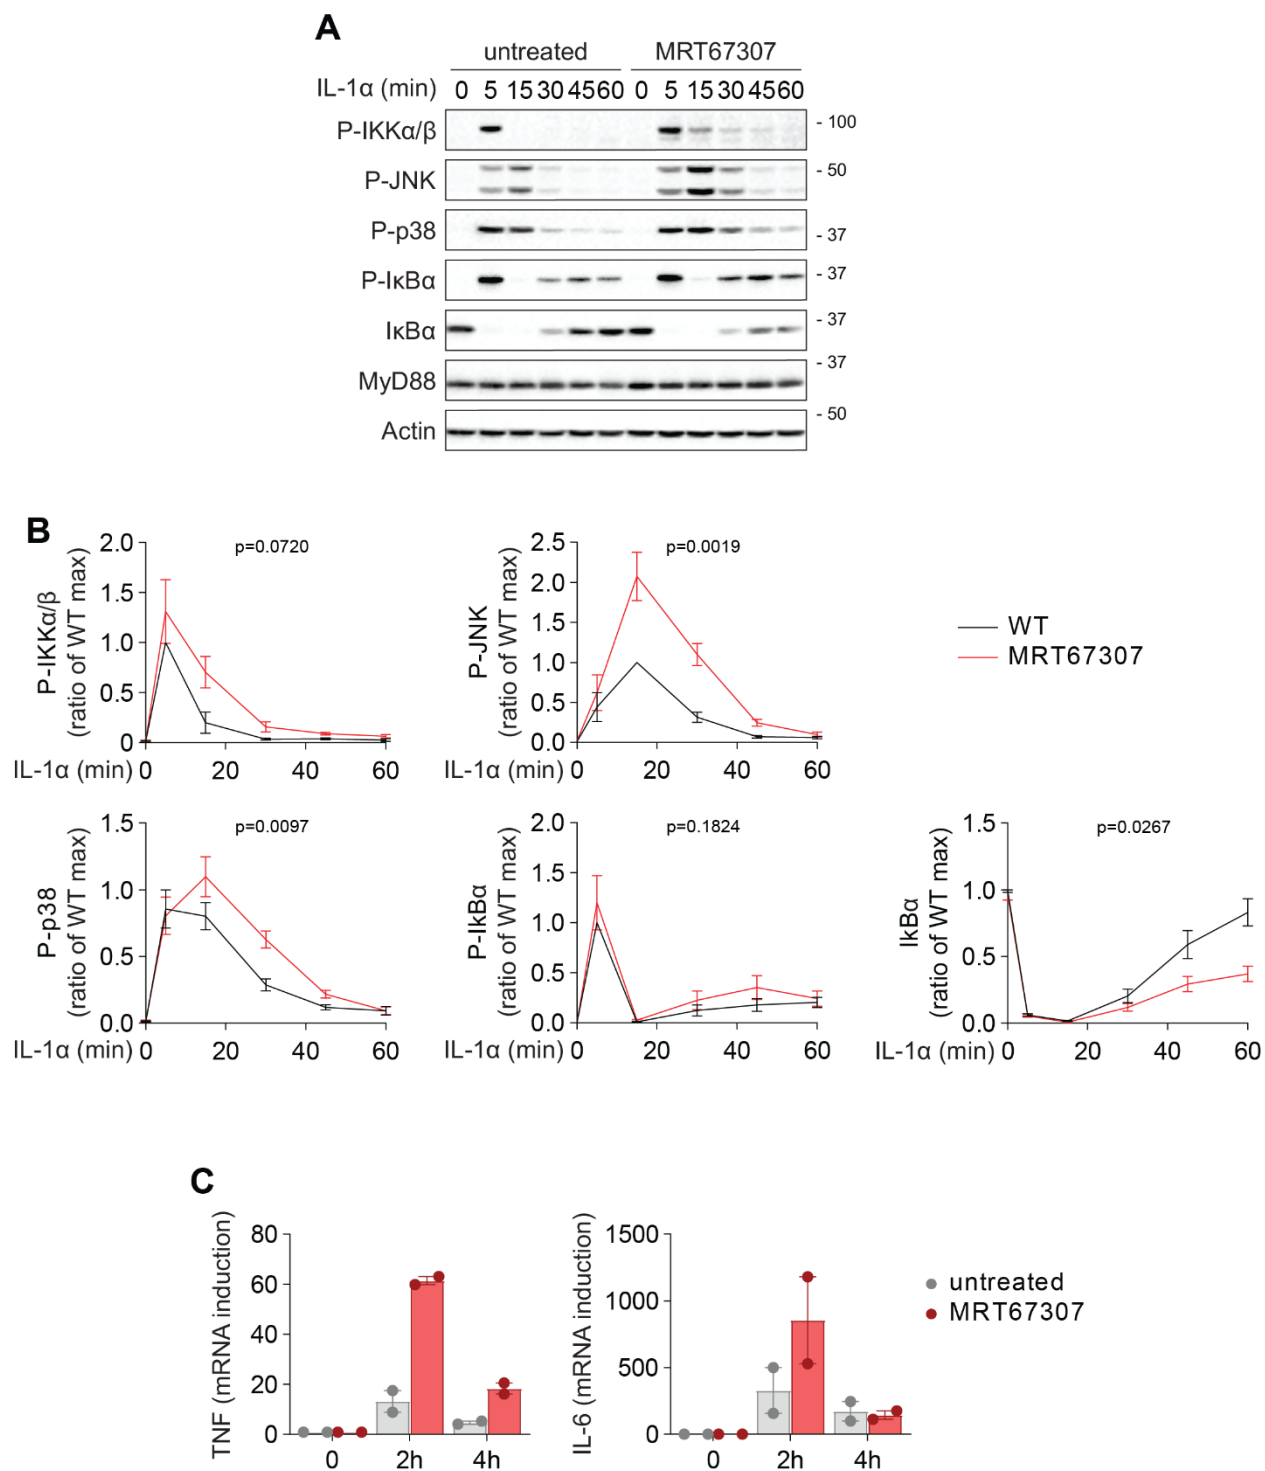 A
untreated MRT67307
IL-1α (min) 0 5 15 30 45 60 0 5 15 30 45 60
P-IKKα/β - 100
P-JNK - 50
P-p38 - 37
P-IκBα - 37
IκBα - 37
MyD88 - 37
Actin - 50
B
P-IKKα/β
(ratio of WT max)
2.0
1.5
1.0
0.5
0
p=0.0720
IL-1α (min) 0 20 40 60
P-JNK
(ratio of WT max)
2.5
2.0
1.5
1.0
0.5
0.0
p=0.0019
IL-1α (min) 0 20 40 60
WT
MRT67307
P-p38
(ratio of WT max)
1.5
1.0
0.5
0.0
p=0.0097
IL-1α (min) 0 20 40 60
P-IkBα
(ratio of WT max)
2.0
1.5
1.0
0.5
0.0
p=0.1824
IL-1α (min) 0 20 40 60
IkBα
(ratio of WT max)
1.5
1.0
0.5
0.0
p=0.0267
IL-1α (min) 0 20 40 60
C
TNF (mRNA induction)
80
60
40
20
0
0 2h 4h
IL-6 (mRNA induction)
1500
1000
500
0
0 2h 4h
untreated
MRT67307